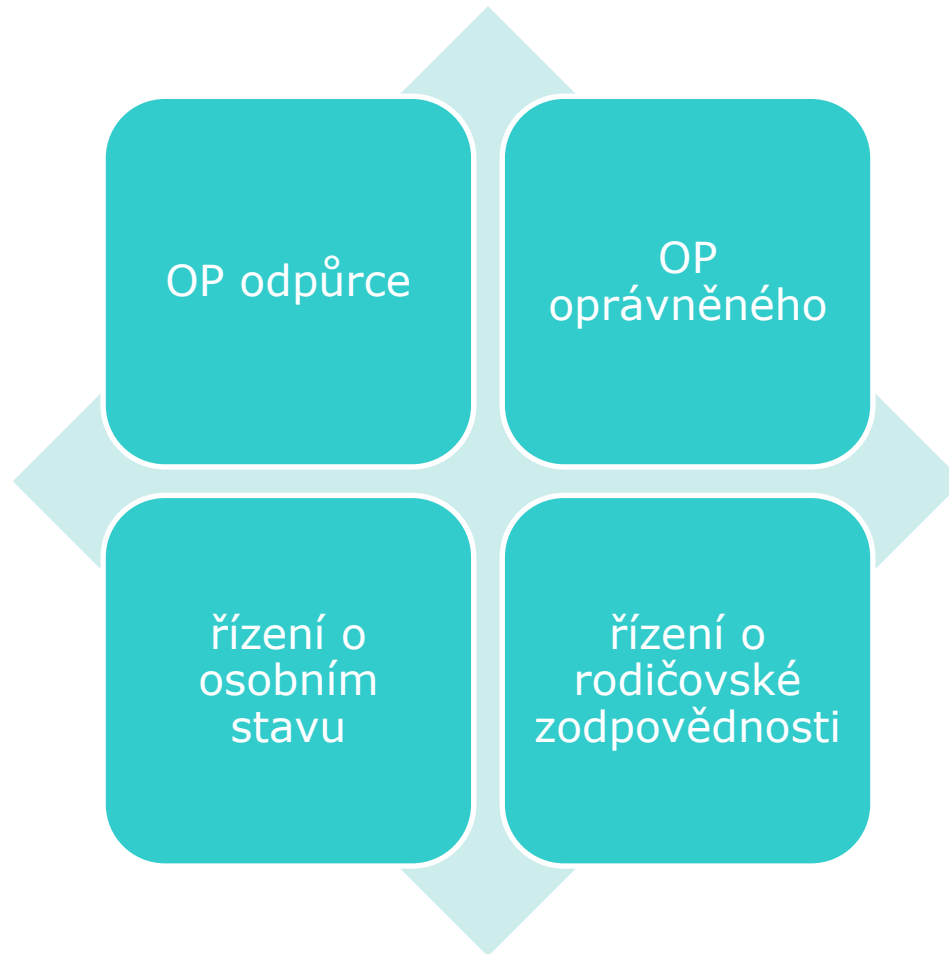 OP odpůrce
OP
oprávněného
řízení o
osobním
stavu
řízení o
rodičovské
zodpovědnosti